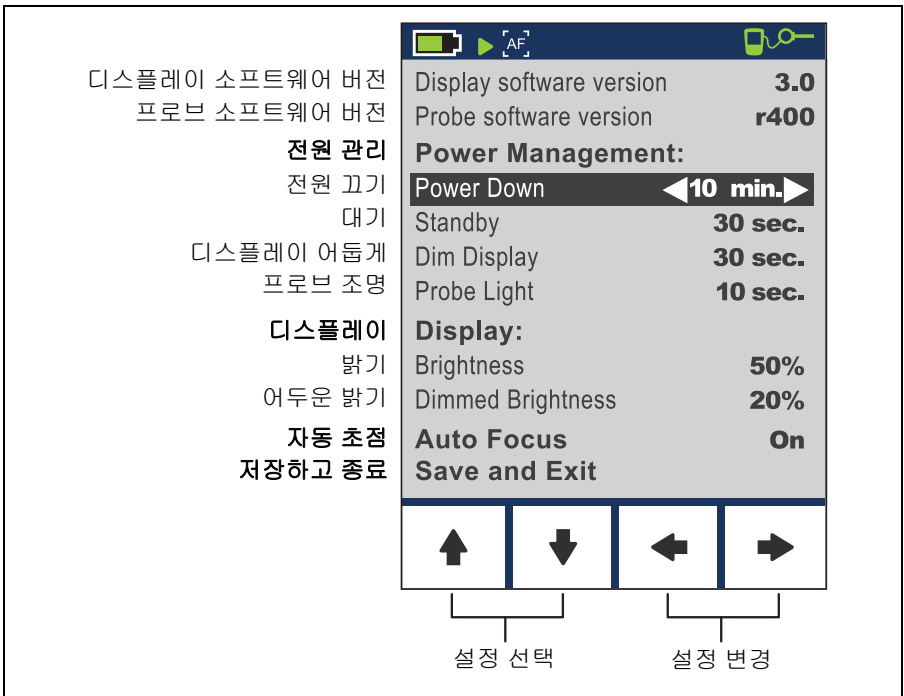 AF
디스플레이 소프트웨어 버전 Display software version 3.0
프로브 소프트웨어 버전 Probe software version r400
전원 관리 Power Management:
전원 끄기 Power Down 10 min.
대기 Standby 30 sec.
디스플레이 어둡게 Dim Display 30 sec.
프로브 조명 Probe Light 10 sec.
디스플레이 Display:
밝기 Brightness 50%
어두운 밝기 Dimmed Brightness 20%
자동 초점 Auto Focus On
저장하고 종료 Save and Exit
설정 선택 설정 변경